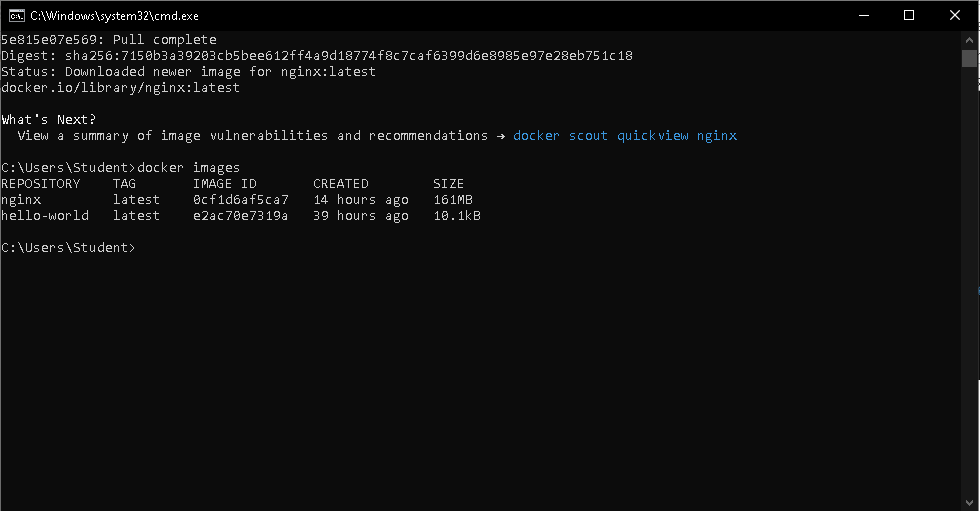 C:\Windows\system32\cmd.exe
5e815e07e569: Pull complete
Digest: sha256:7150b3a39203cb5bee612ff4a9d18774f8c7caf6399d6e8985e97e28eb751c18
Status: Downloaded newer image for nginx:latest
docker.io/library/nginx:latest
What's Next?
View a summary of image vulnerabilities and recommendations → docker scout quickview nginx
C:\Users\Student>docker images
REPOSITORY TAG IMAGE ID CREATED SIZE
nginx latest 0cf1d6af5ca7 14 hours ago 161MB
hello-world latest e2ac70e7319a 39 hours ago 10.1kB
C:\Users\Student>